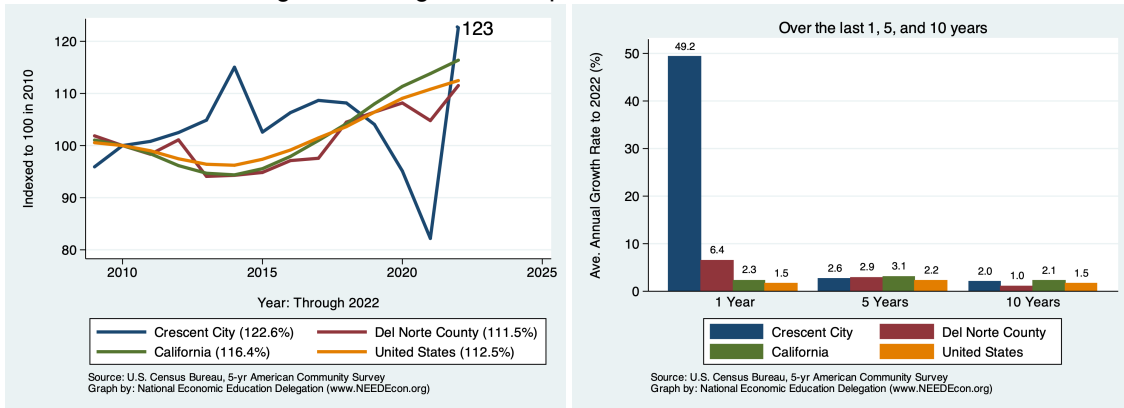 123
Indexed to 100 in 2010
120
110
100
90
80
2010
2015
2020
2025
Year: Through 2022
Crescent City (122.6%)
Del Norte County (111.5%)
California (116.4%)
United States (112.5%)
Source: U.S. Census Bureau, 5-yr American Community Survey
Graph by: National Economic Education Delegation (www.NEEDEcon.org)
Over the last 1, 5, and 10 years
Ave. Annual Growth Rate to 2022 (%)
50
40
30
20
10
0
49.2
6.4
2.3
1.5
2.6
2.9
3.1
2.2
2.0
1.0
2.1
1.5
1 Year
5 Years
10 Years
Crescent City
Del Norte County
California
United States
Source: U.S. Census Bureau, 5-yr American Community Survey
Graph by: National Economic Education Delegation (www.NEEDEcon.org)